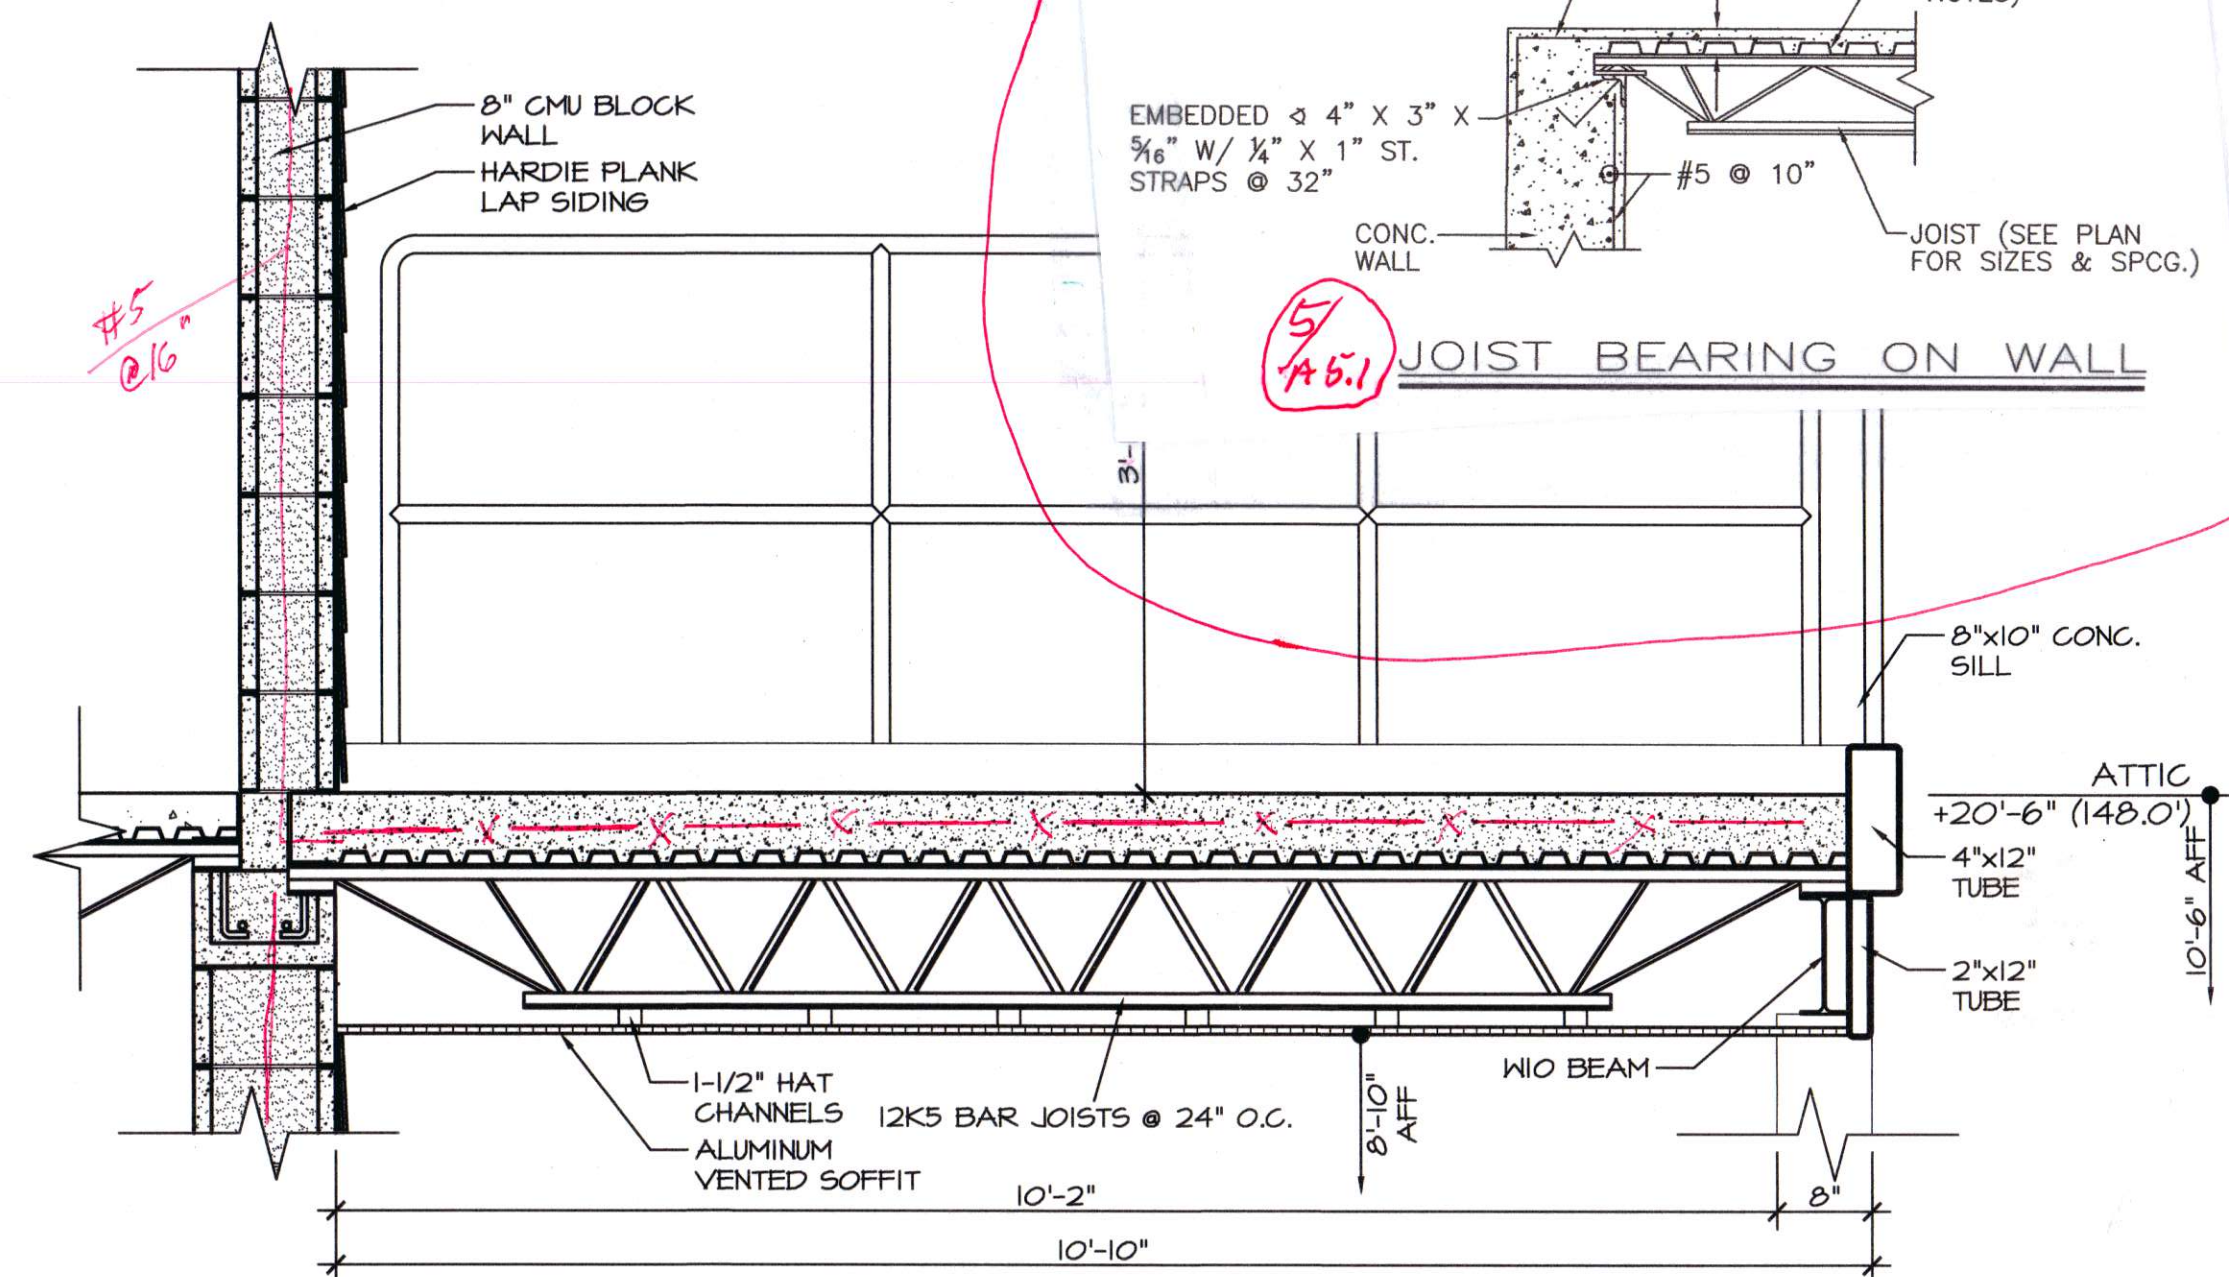 8" CMU BLOCK
WALL
HARDIE PLANK
LAP SIDING
#5
@16"
EMBEDDED ∢ 4" X 3" X
5/16" W/ 1/4" X 1" ST.
STRAPS @ 32"
CONC.
WALL
#5 @ 10"
JOIST (SEE PLAN
FOR SIZES & SPCG.)
5/
A5.1
JOIST BEARING ON WALL
3'-
8"x10" CONC.
SILL
ATTIC
+20'-6" (148.0')
10'-6" AFF
4"x12"
TUBE
2"x12"
TUBE
W10 BEAM
1-1/2" HAT
CHANNELS
12K5 BAR JOISTS @ 24" O.C.
8'-10"
AFF
ALUMINUM
VENTED SOFFIT
10'-2"
8"
10'-10"